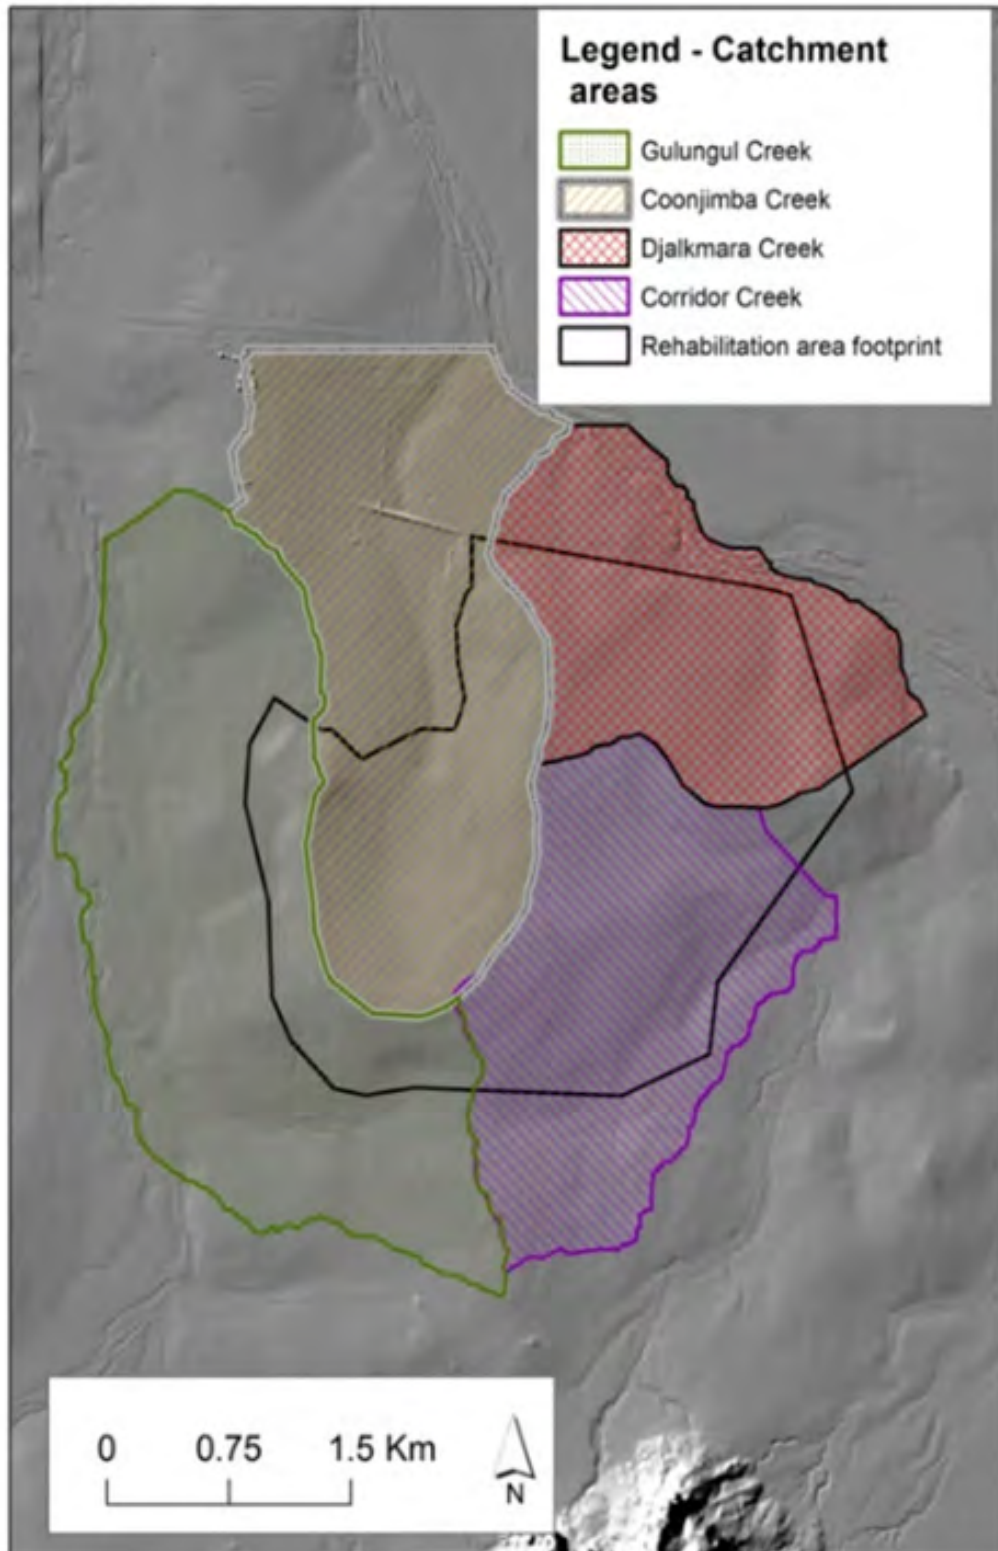 Legend - Catchment
areas
Gulungul Creek
Coonjimba Creek
Djalkmara Creek
Corridor Creek
Rehabilitation area footprint
0 0.75 1.5 Km
N